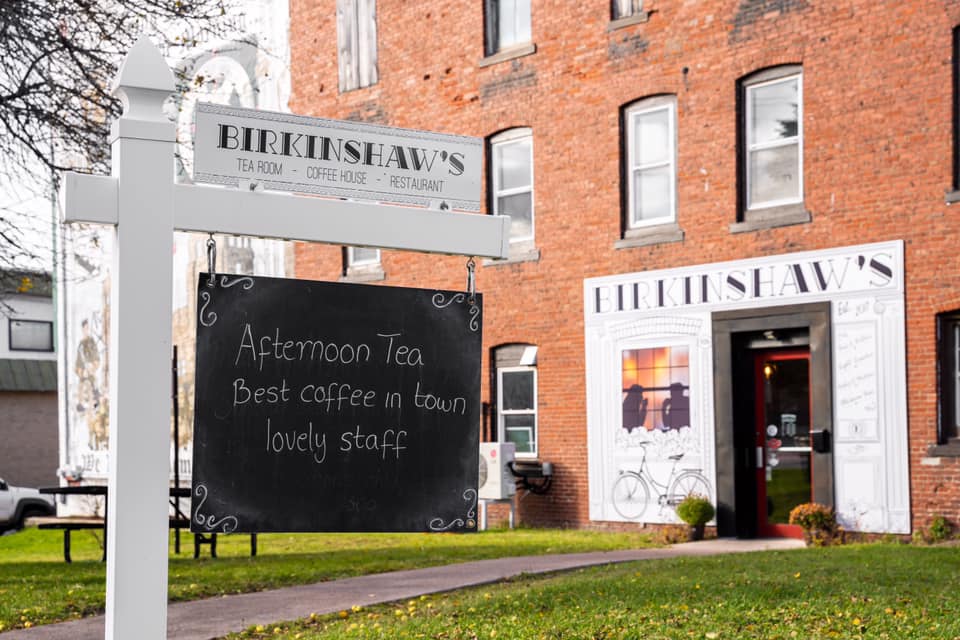 BIRKINSHAW'S
TEA ROOM - COFFEE HOUSE - RESTAURANT
Afternoon Tea
Best coffee in town
lovely staff
BIRKINSHAW'S